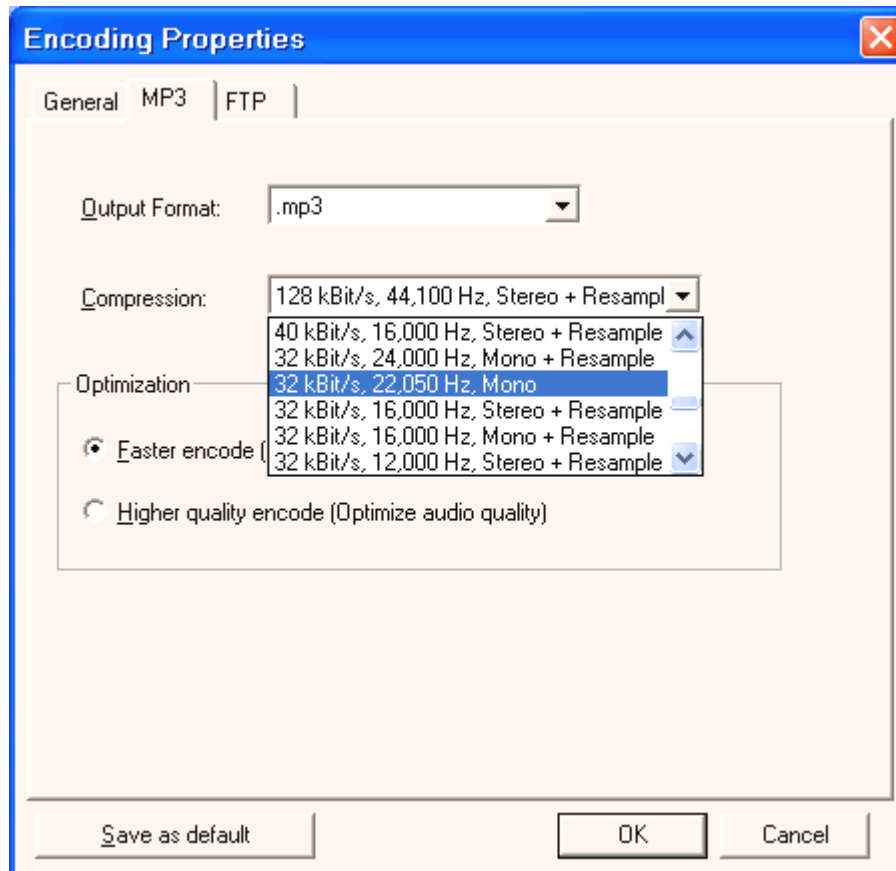 Encoding Properties
General MP3 FTP
Output Format: .mp3
Compression: 128 kBit/s, 44,100 Hz, Stereo + Resampl
40 kBit/s, 16,000 Hz, Stereo + Resample
32 kBit/s, 24,000 Hz, Mono + Resample
32 kBit/s, 22,050 Hz, Mono
32 kBit/s, 16,000 Hz, Stereo + Resample
32 kBit/s, 16,000 Hz, Mono + Resample
32 kBit/s, 12,000 Hz, Stereo + Resample
Optimization
Faster encode (
Higher quality encode (Optimize audio quality)
Save as default OK Cancel